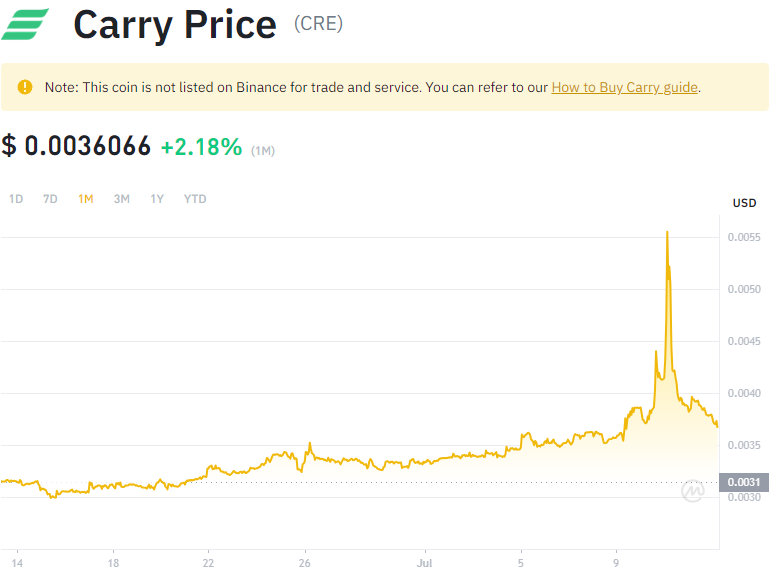 Carry Price (CRE)
Note: This coin is not listed on Binance for trade and service. You can refer to our How to Buy Carry guide.
$ 0.0036066 +2.18% (1M)
1D 7D 1M 3M 1Y YTD
USD
0.0055
0.0050
0.0045
0.0040
0.0035
0.0031
0.0030
14 18 22 26 Jul 5 9